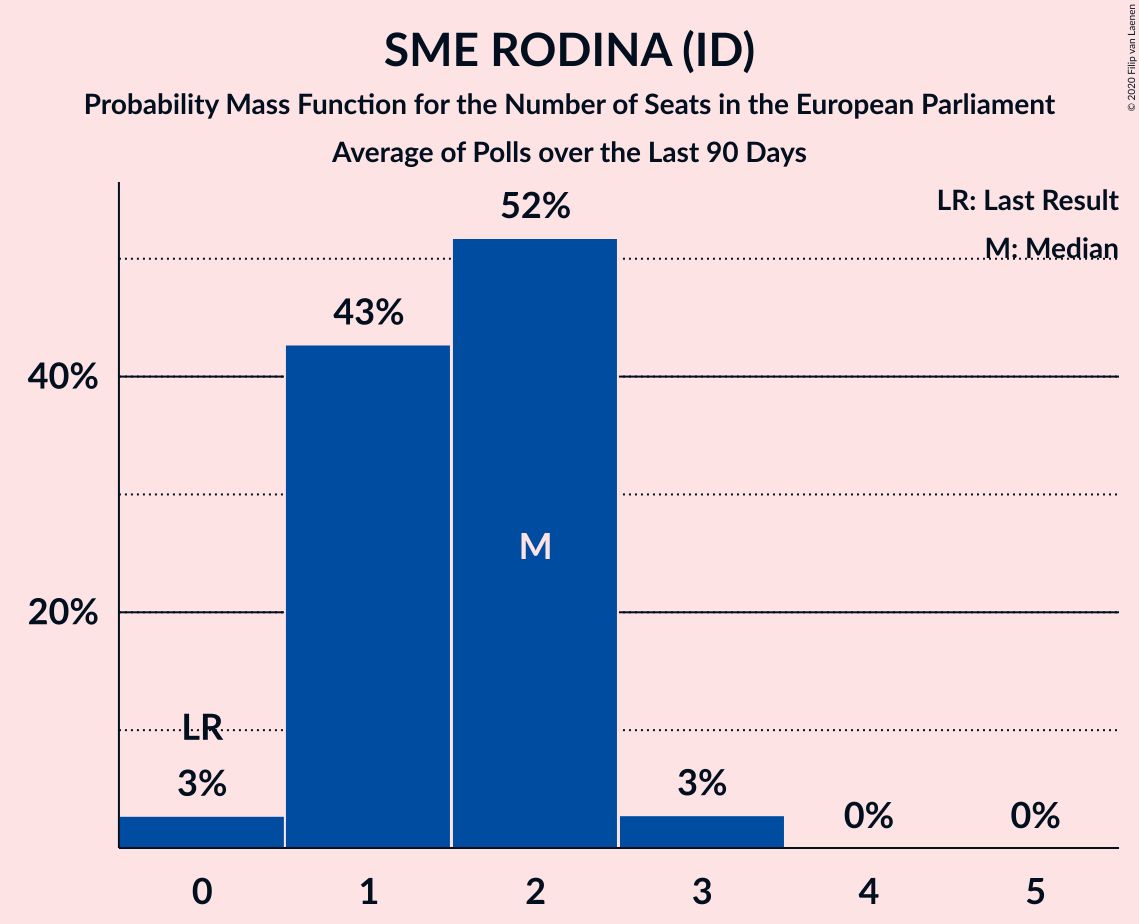 SME RODINA (ID)
Probability Mass Function for the Number of Seats in the European Parliament
Average of Polls over the Last 90 Days
© 2020 Filip van Laenen
LR: Last Result
M: Median
52%
43%
40%
M
20%
LR
3%
3%
0%
0%
0
1
2
3
4
5